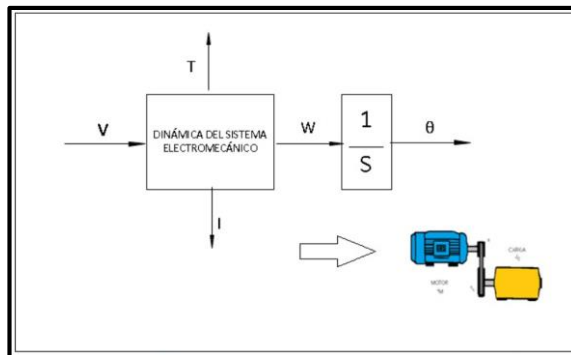 T
V
DINÁMICA DEL SISTEMA
ELECTROMECÁNICO
W
1
S
θ
I
CARGA
MOTOR